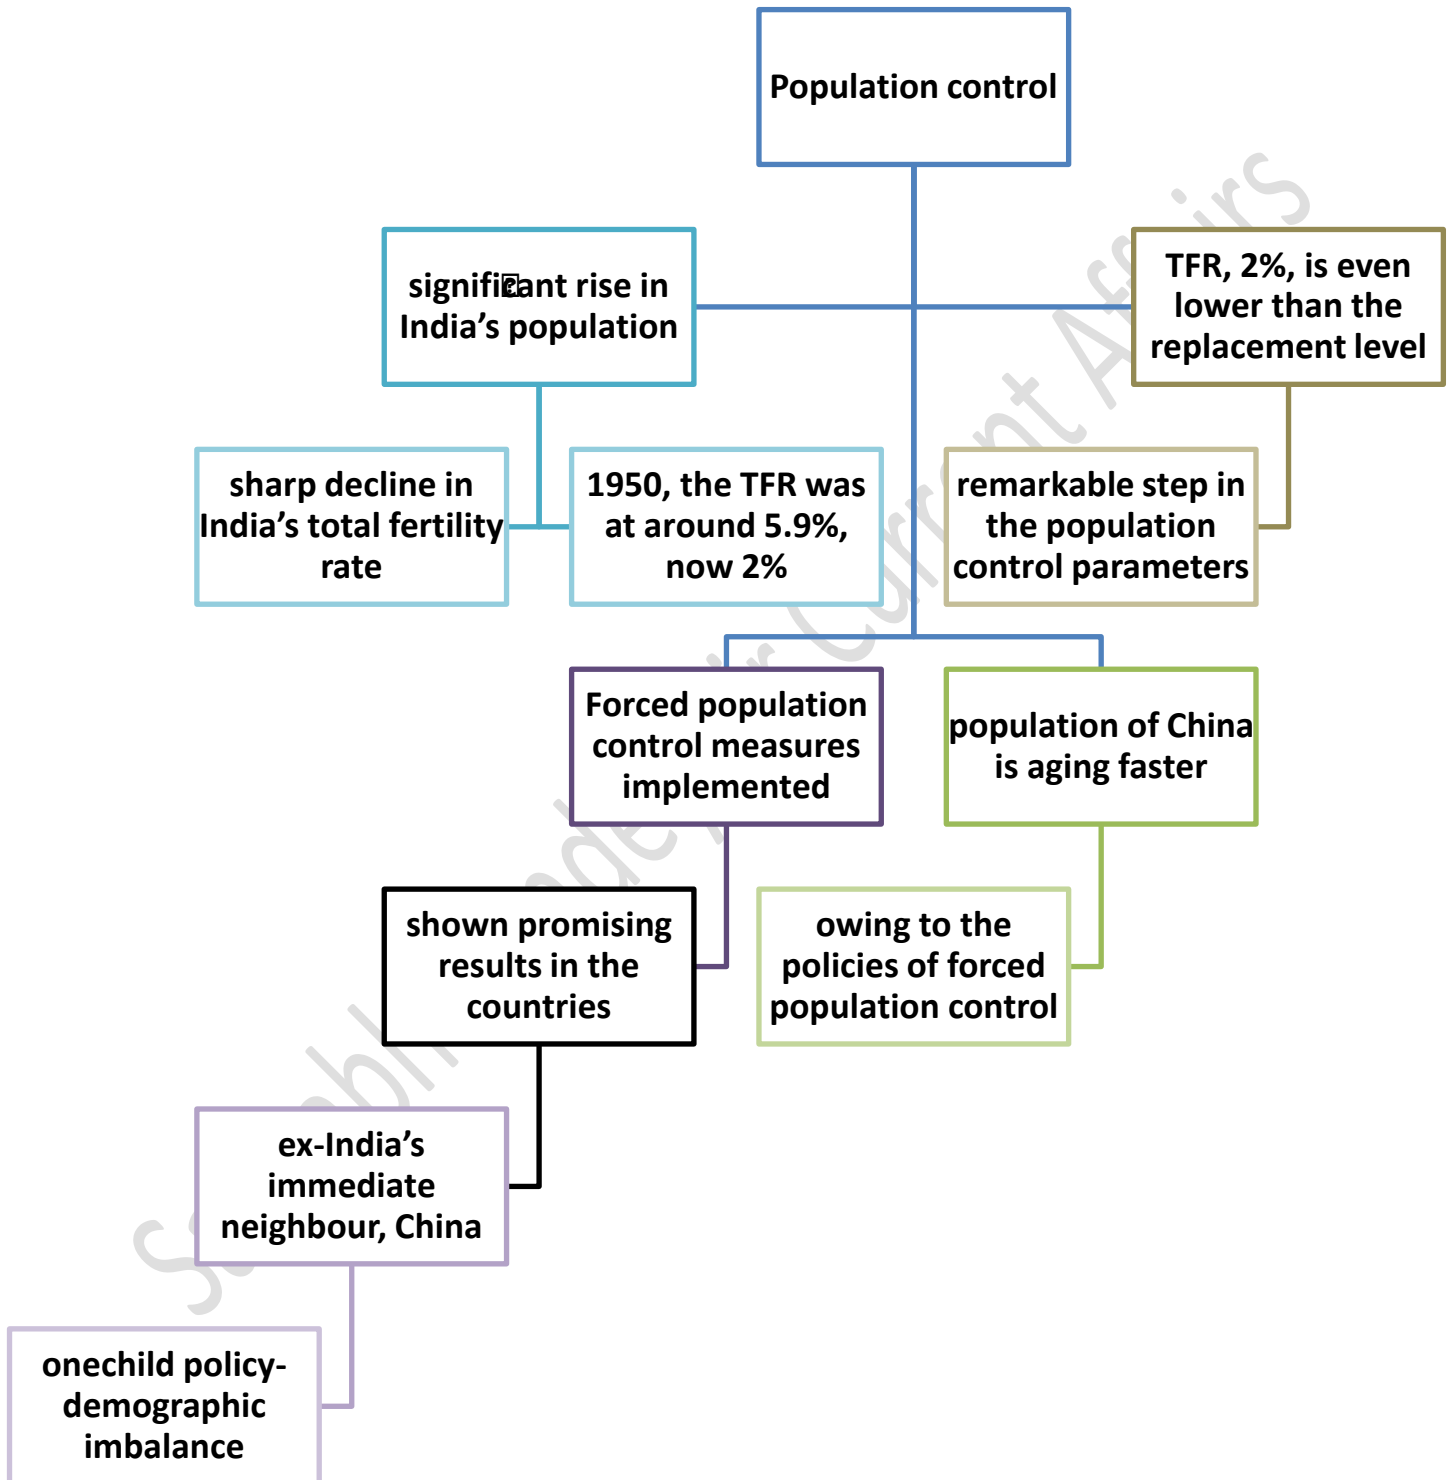 Population control
significant rise in
India's population
TFR, 2%, is even
lower than the
replacement level
sharp decline in
India's total fertility
rate
1950, the TFR was
at around 5.9%,
now 2%
remarkable step in
the population
control parameters
Forced population
control measures
implemented
population of China
is aging faster
shown promising
results in the
countries
owing to the
policies of forced
population control
ex-India's
immediate
neighbour, China
onechild policy-
demographic
imbalance
Current Affairs